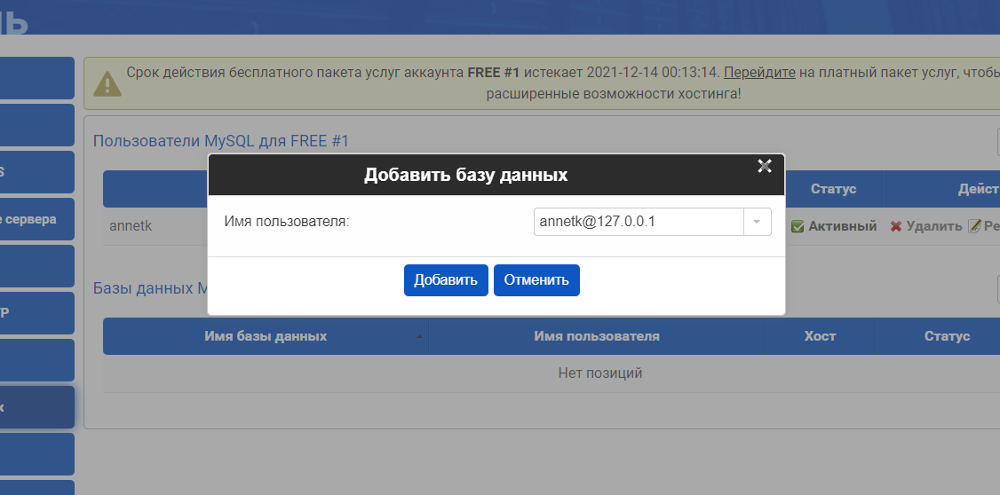 Срок действия бесплатного пакета услуг аккаунта FREE #1 истекает 2021-12-14 00:13:14. Перейдите на платный пакет услуг, чтобы
расширенные возможности хостинга!
Пользователи MySQL для FREE #1
Добавить базу данных
Статус
е сервера
annetk
Имя пользователя:
annetk@127.0.0.1
Активный
Удалить
Добавить
Отменить
Базы данных M
Имя базы данных
Имя пользователя
Хост
Статус
Нет позиций